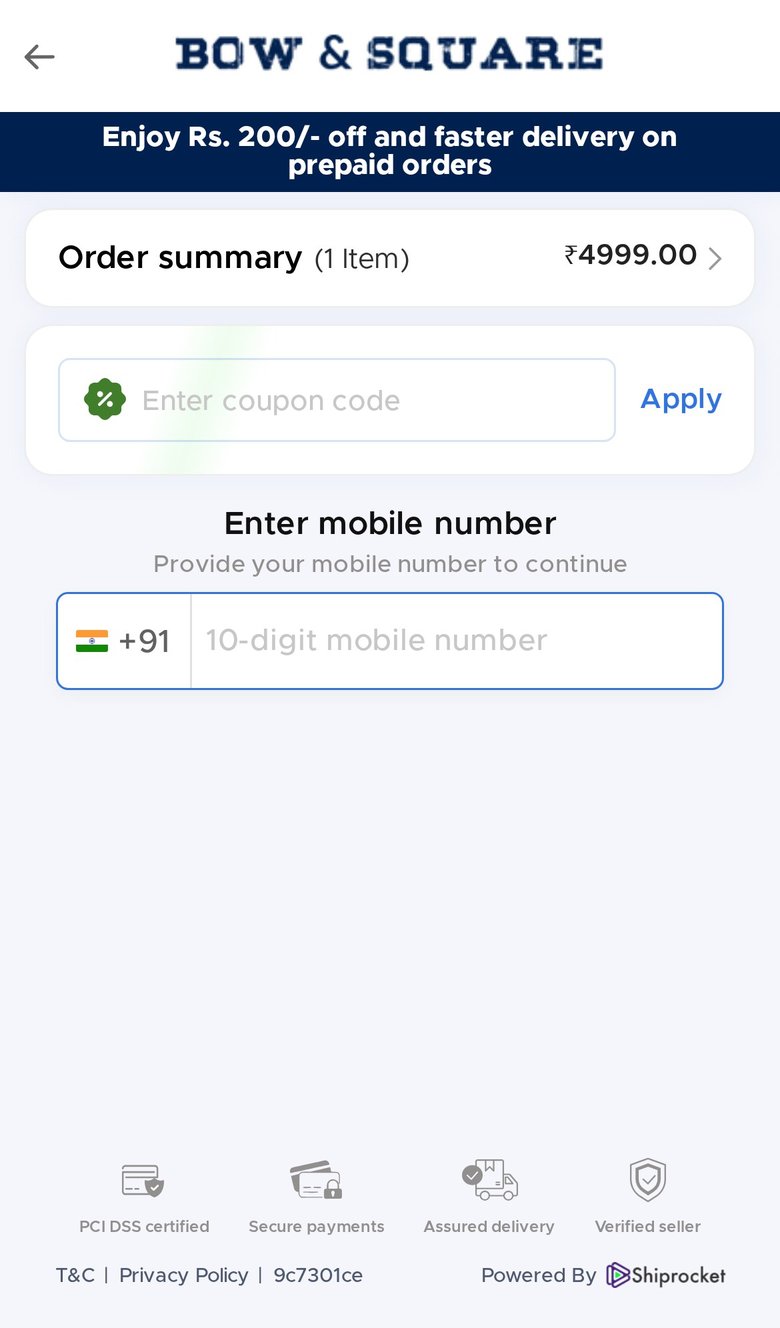 BOW & SQUARE
Enjoy Rs. 200/- off and faster delivery on
prepaid orders
Order summary (1 Item) ₹4999.00
Enter coupon code Apply
Enter mobile number
Provide your mobile number to continue
+91 10-digit mobile number
PCI DSS certified Secure payments Assured delivery Verified seller
T&C | Privacy Policy | 9c7301ce Powered By Shiprocket